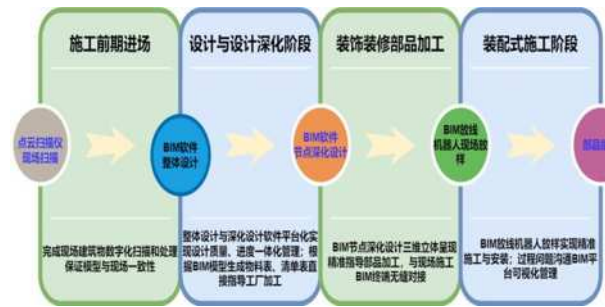 施工前期进场
设计与设计深化阶段
装饰装修部品加工
装配式施工阶段
点云扫描仪
现场扫描
BIM软件
整体设计
BIM软件
节点深化设计
BIM放线
机器人现场放
样
部品
完成现场建筑物数字化扫描和处理
保证模型与现场一致性
整体设计与深化设计软件平台化实
现设计质量、进度一体化管理；根
据BIM模型生成物料表、清单表直
接指导工厂加工
BIM节点深化设计三维立体呈现
精准指导部品加工，与现场施工
BIM终端无缝对接
BIM放线机器人放样实现精准
施工与安装；过程问题沟通BIM平
台可视化管理